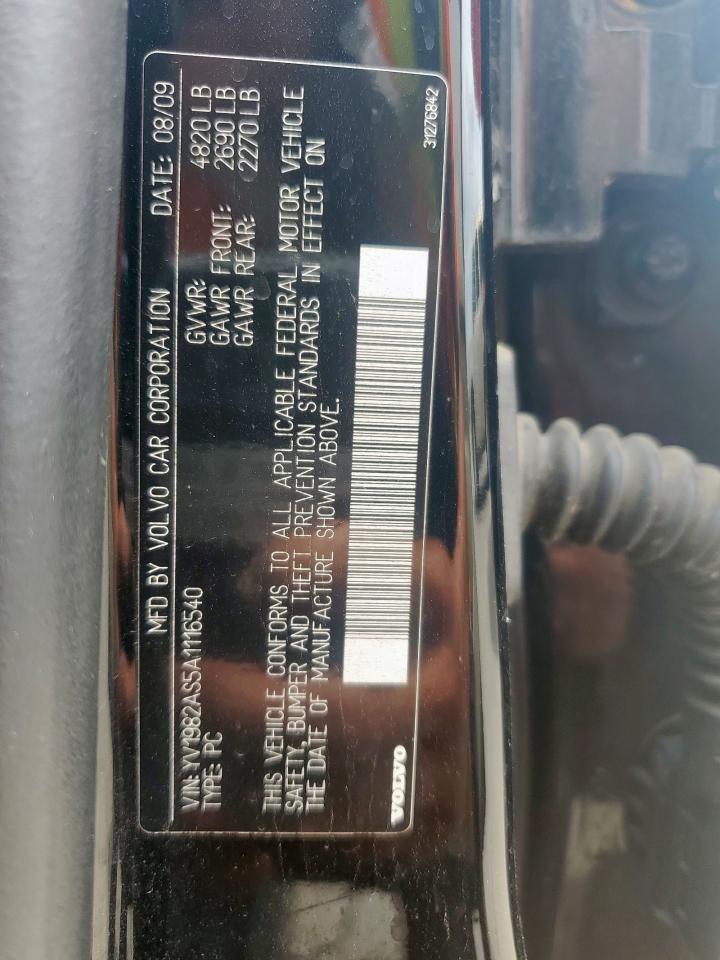 MFD BY VOLVO CAR CORPORATION DATE: 08/09
VIN: YV1982AS5A1116540 GVWR: 4820 LB
TYPE: PC GAWR FRONT: 2690 LB
GAWR REAR: 2270 LB
THIS VEHICLE CONFORMS TO ALL APPLICABLE FEDERAL MOTOR VEHICLE
SAFETY, BUMPER AND THEFT PREVENTION STANDARDS IN EFFECT ON
THE DATE OF MANUFACTURE SHOWN ABOVE.
VOLVO
31276842